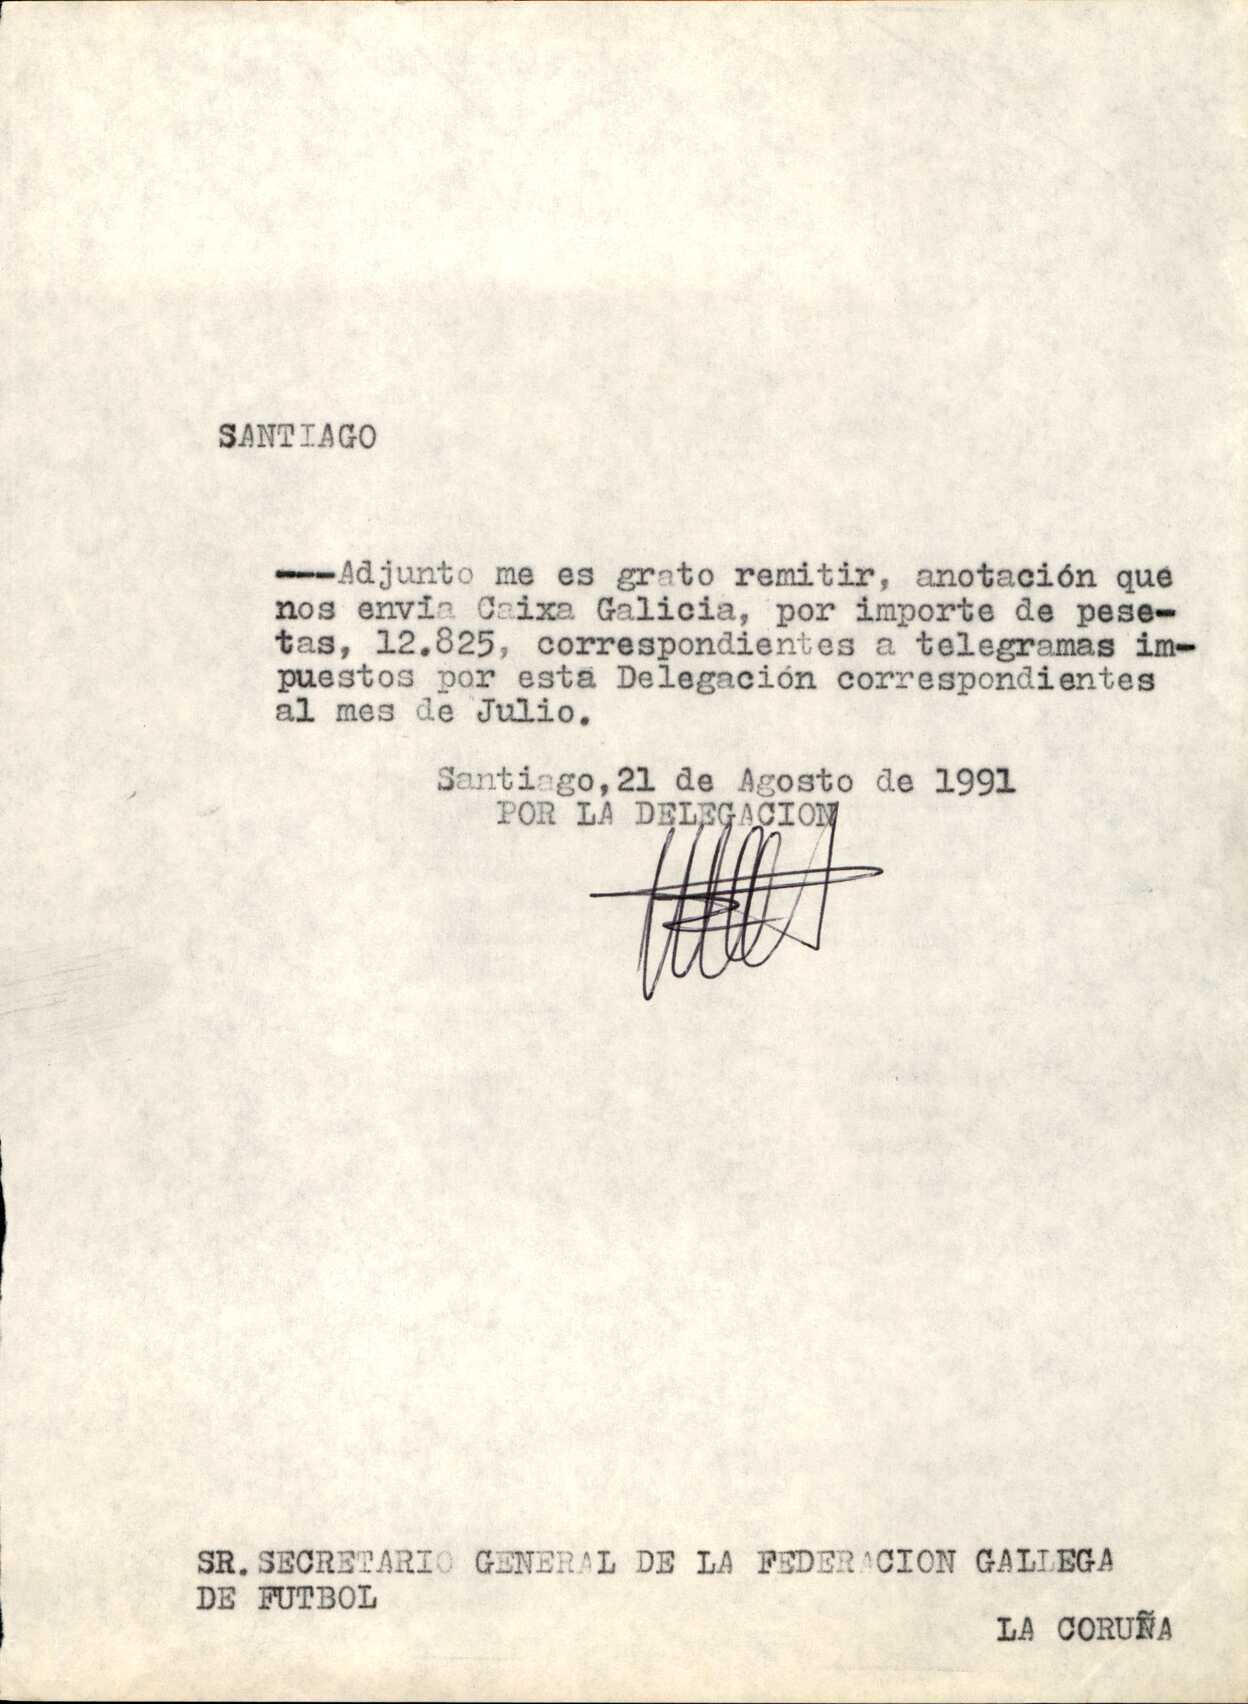 SANTIAGO
---Adjunto me es grato remitir, anotación que
nos envía Caixa Galicia, por importe de pese-
tas, 12.825, correspondientes a telegramas im-
puestos por esta Delegación correspondientes
al mes de Julio.
Santiago,21 de Agosto de 1991
POR LA DELEGACION
SR.SECRETARIO GENERAL DE LA FEDERACION GALLEGA
DE FUTBOL
LA CORUÑA